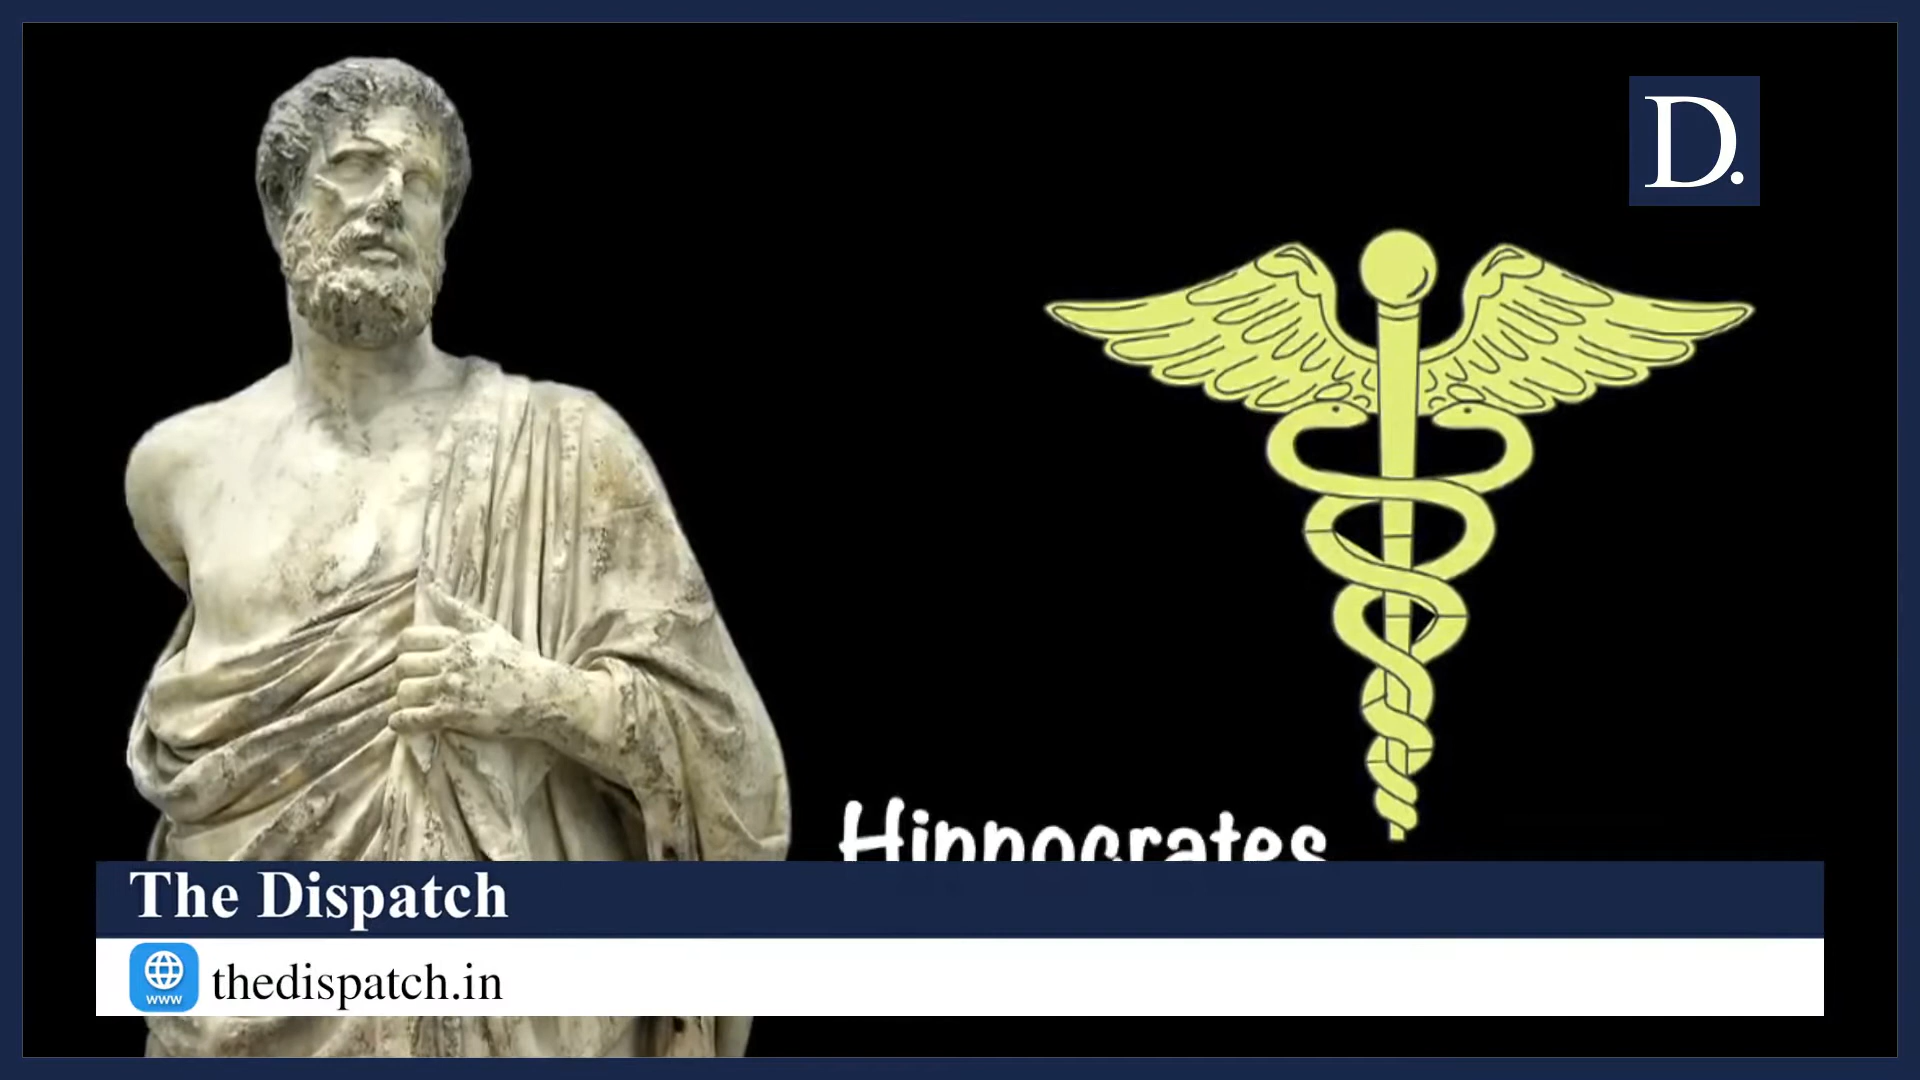 D.
Hippocrates
The Dispatch
www
thedispatch.in